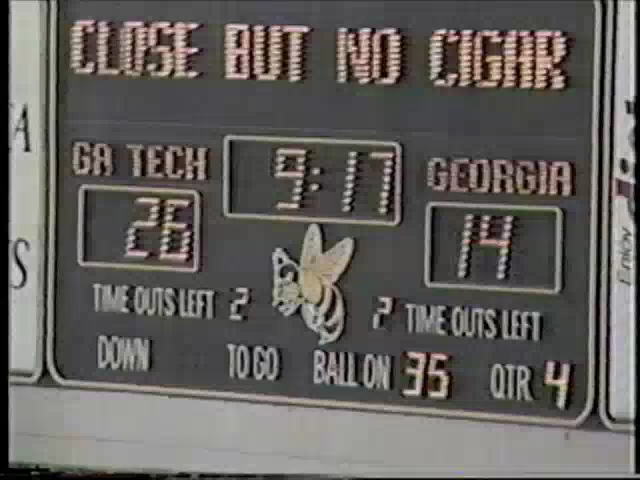 CLOSE BUT NO CIGAR
GA TECH 9:17 GEORGIA
26 14
TIME OUTS LEFT 2 2 TIME OUTS LEFT
DOWN TO GO BALL ON 35 QTR 4
Enjoy